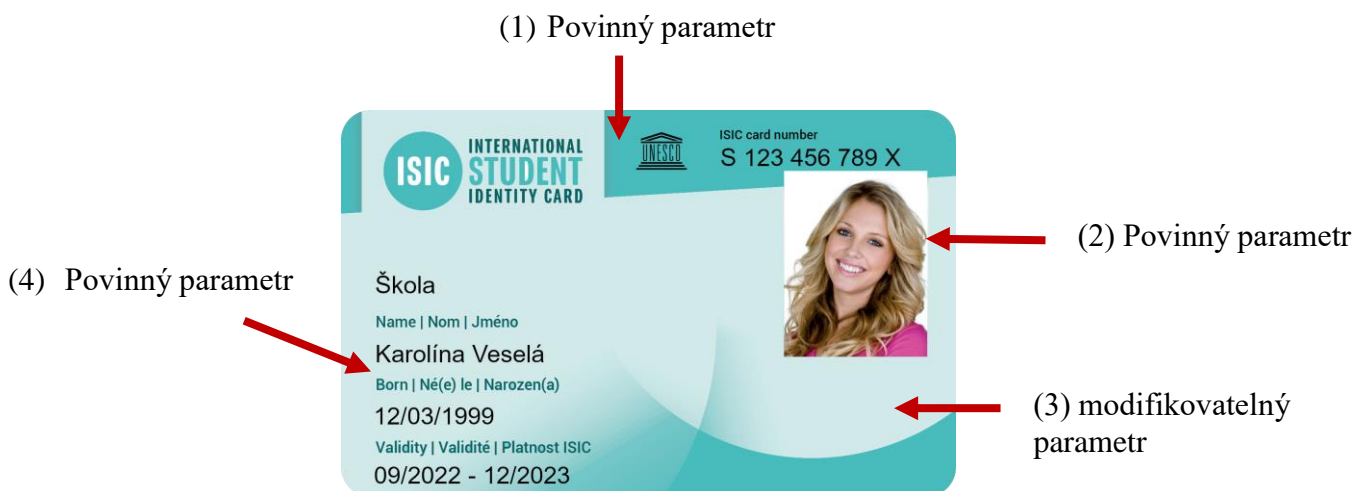 (1) Povinný parametr
INTERNATIONAL
ISIC STUDENT
IDENTITY CARD
UNESCO
ISIC card number
S 123 456 789 X
(2) Povinný parametr
(4) Povinný parametr
Škola
Name | Nom | Jméno
Karolína Veselá
Born | Né(e) le | Narozen(a)
12/03/1999
Validity | Validité | Platnost ISIC
09/2022 - 12/2023
(3) modifikovatelný
parametr